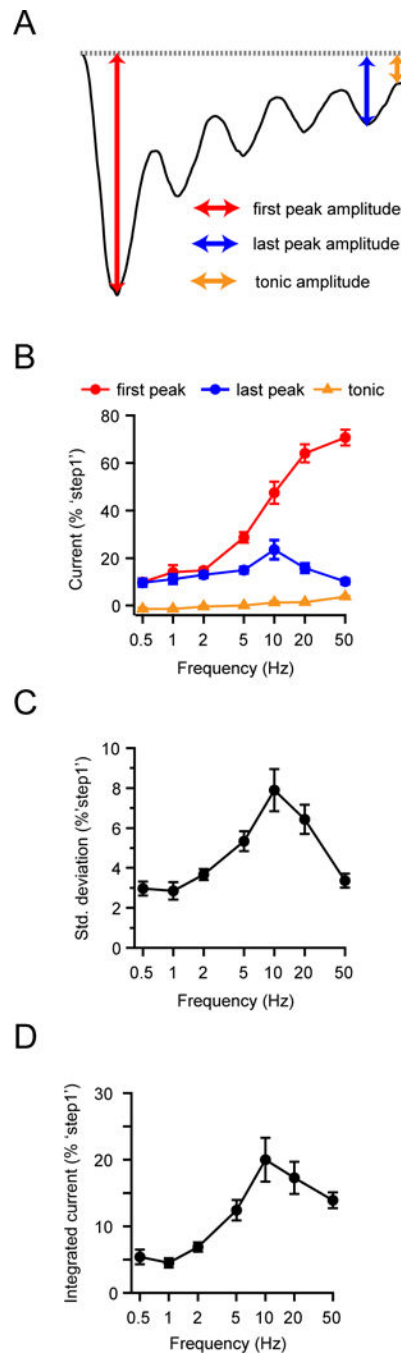 A
first peak amplitude
last peak amplitude
tonic amplitude
B
first peak last peak tonic
Current (% 'step1')
80
60
40
20
0
0.5 1 2 5 10 20 50
Frequency (Hz)
C
Std. deviation (%'step1')
10
8
6
4
2
0
0.5 1 2 5 10 20 50
Frequency (Hz)
D
Integrated current (% 'step1')
30
20
10
0
0.5 1 2 5 10 20 50
Frequency (Hz)